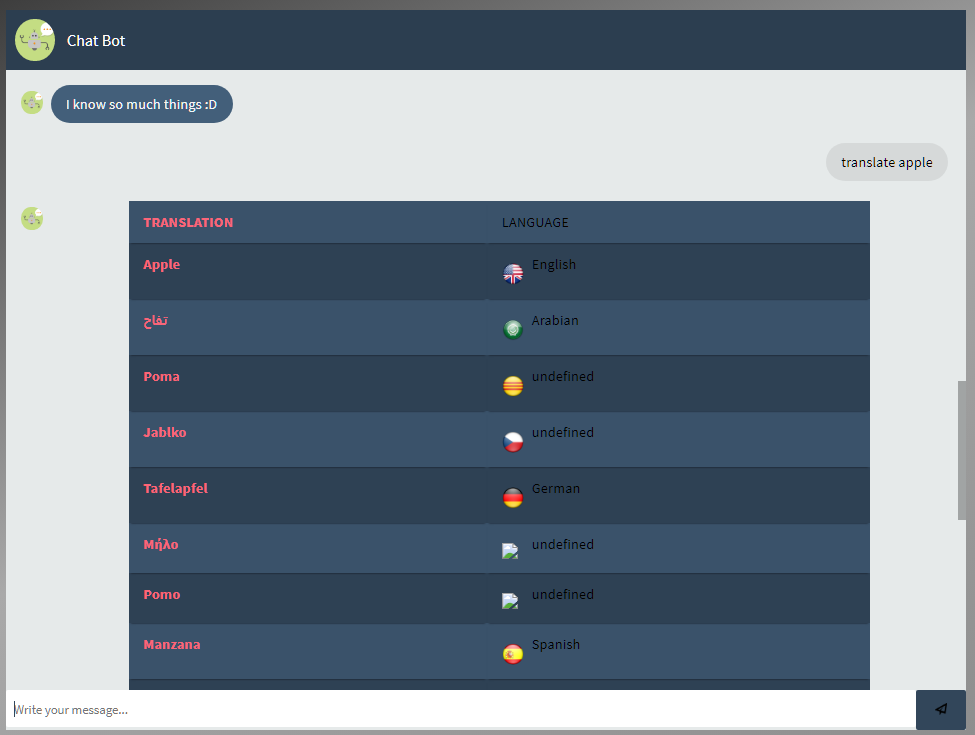 Chat Bot
I know so much things :D
translate apple
TRANSLATION LANGUAGE
Apple English
تفاح Arabian
Poma undefined
Jablko undefined
Tafelapfel German
Μήλο undefined
Pomo undefined
Manzana Spanish
Write your message...